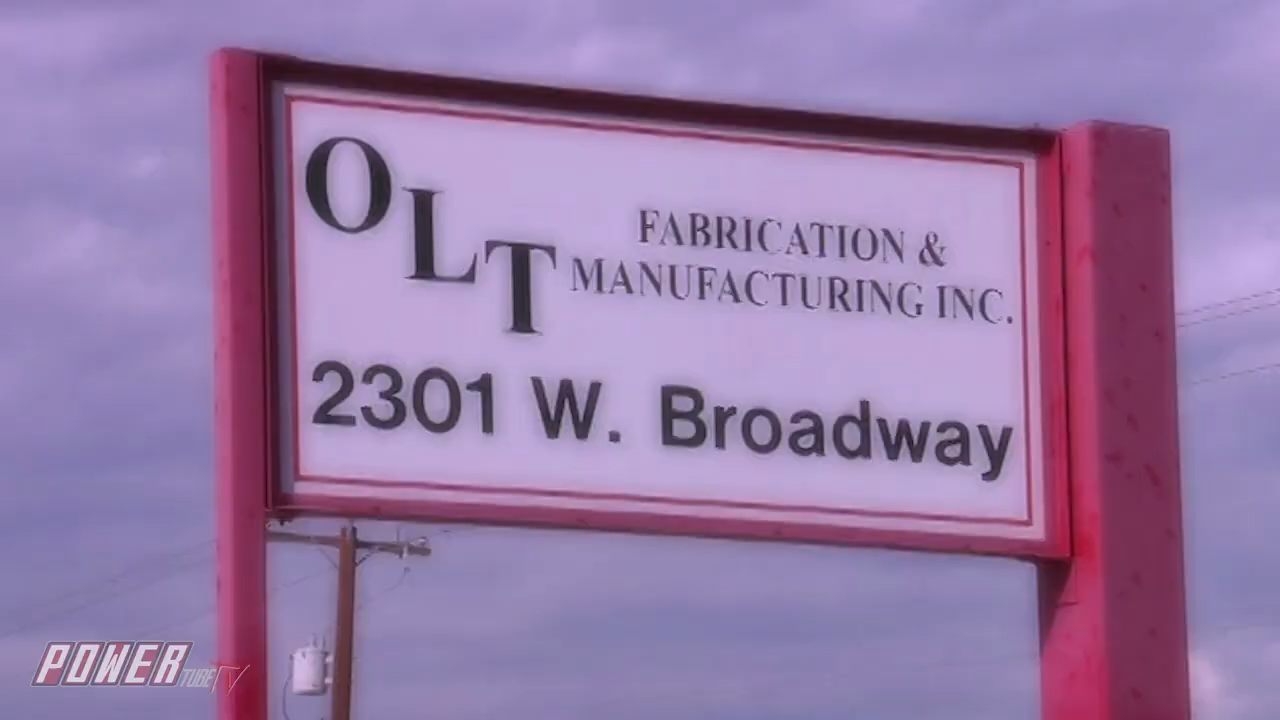 OLT
FABRICATION &
MANUFACTURING INC.
2301 W. Broadway
POWER TUBE TV